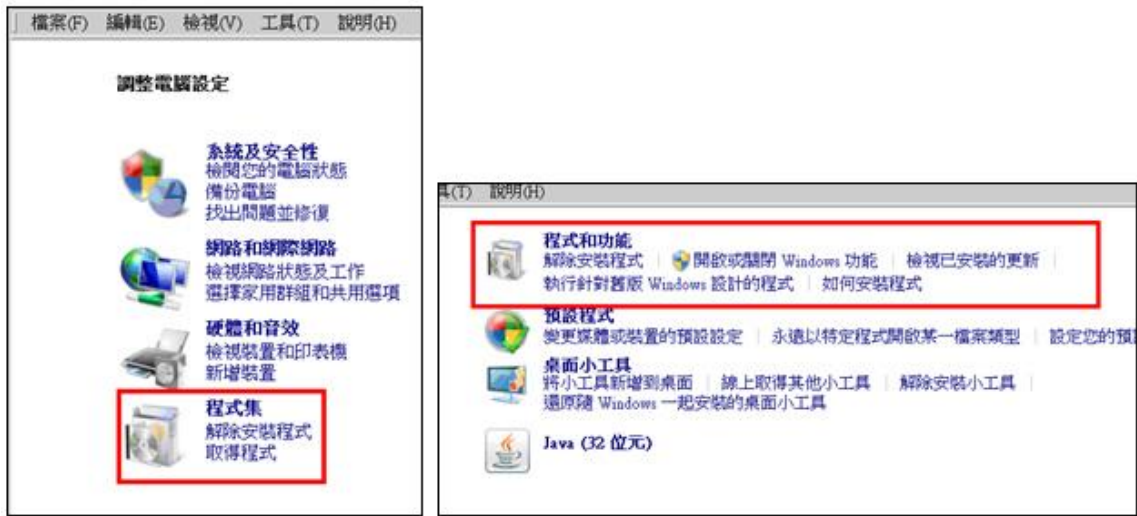 檔案(F) 編輯(E) 檢視(V) 工具(T) 說明(H)
調整電腦設定
系統及安全性
檢閱您的電腦狀態
備份電腦
找出問題並修復
網路和網際網路
檢視網路狀態及工作
選擇家用群組和共用選項
硬體和音效
檢視裝置和印表機
新增裝置
程式集
解除安裝程式
取得程式
具(T) 說明(H)
程式和功能
解除安裝程式 | 開啟或關閉 Windows 功能 | 檢視已安裝的更新 |
執行針對舊版 Windows 設計的程式 | 如何安裝程式
預設程式
變更媒體或裝置的預設設定 | 永遠以特定程式開啟某一檔案類型 | 設定您的預
桌面小工具
將小工具新增到桌面 | 線上取得其他小工具 | 解除安裝小工具 |
還原隨 Windows 一起安裝的桌面小工具
Java (32 位元)